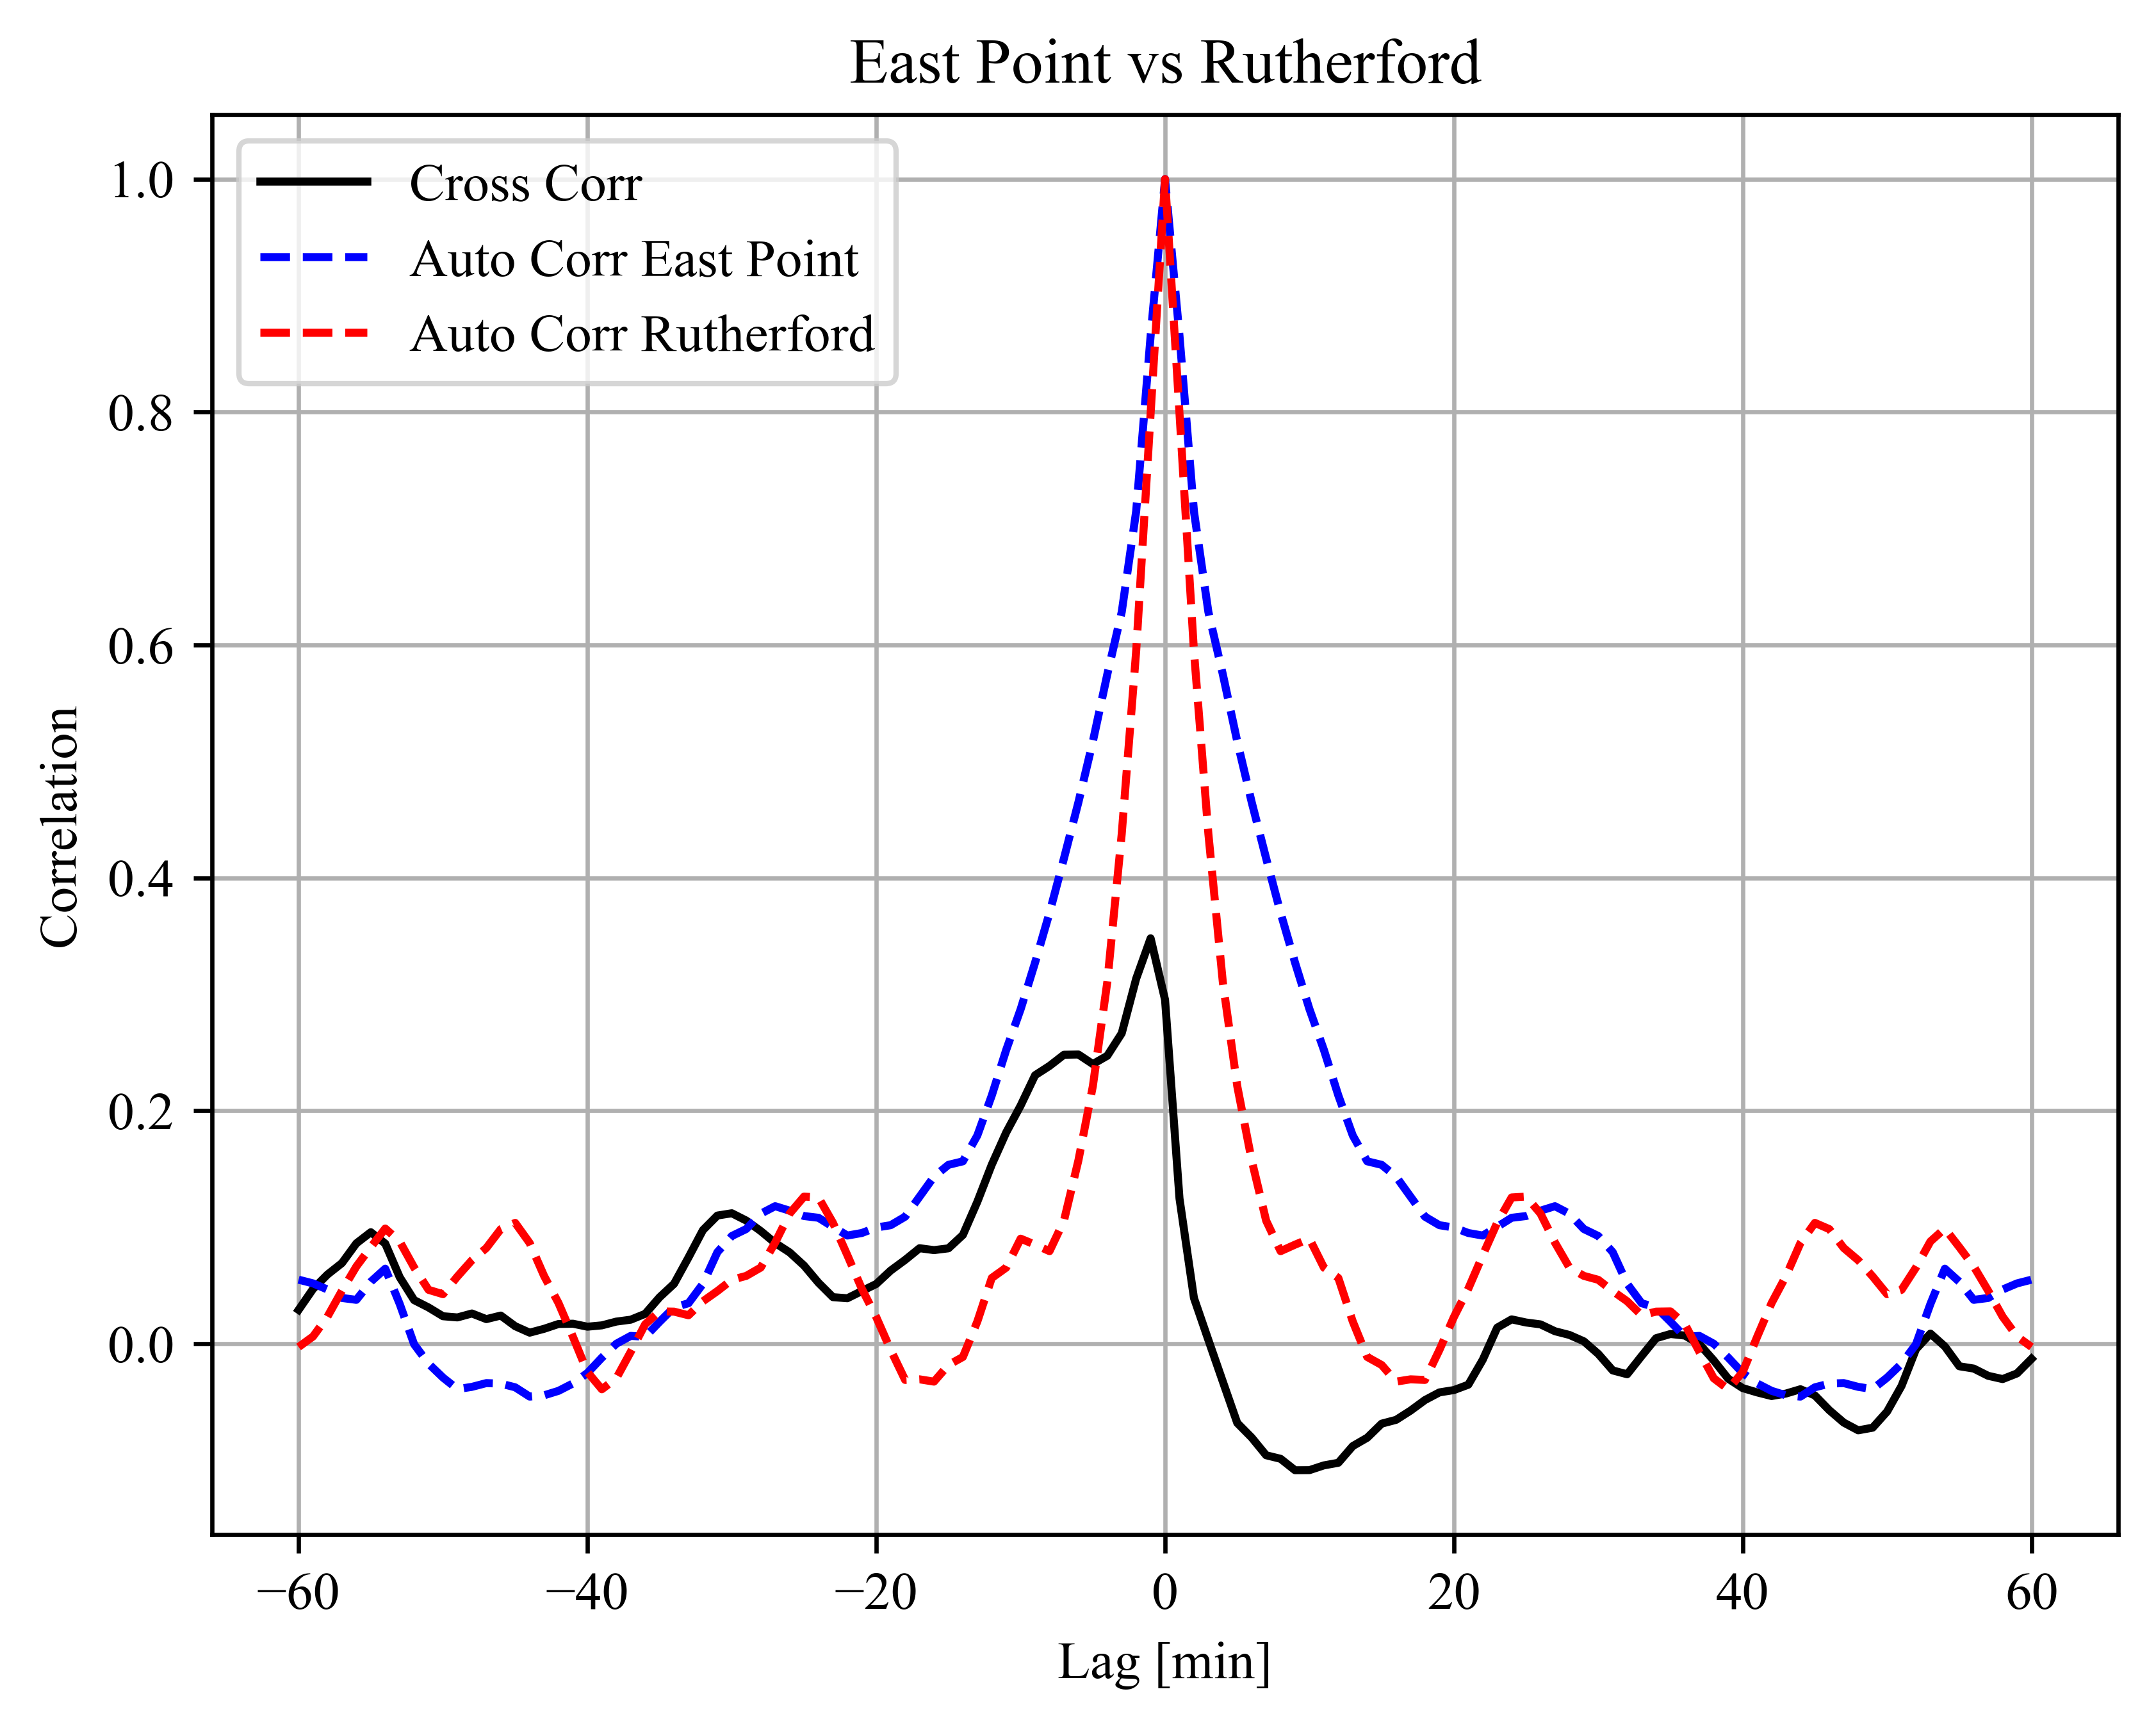 East Point vs Rutherford
Cross Corr
Auto Corr East Point
Auto Corr Rutherford
1.0
0.8
0.6
0.4
0.2
0.0
Correlation
−60 −40 −20 0 20 40 60
Lag [min]